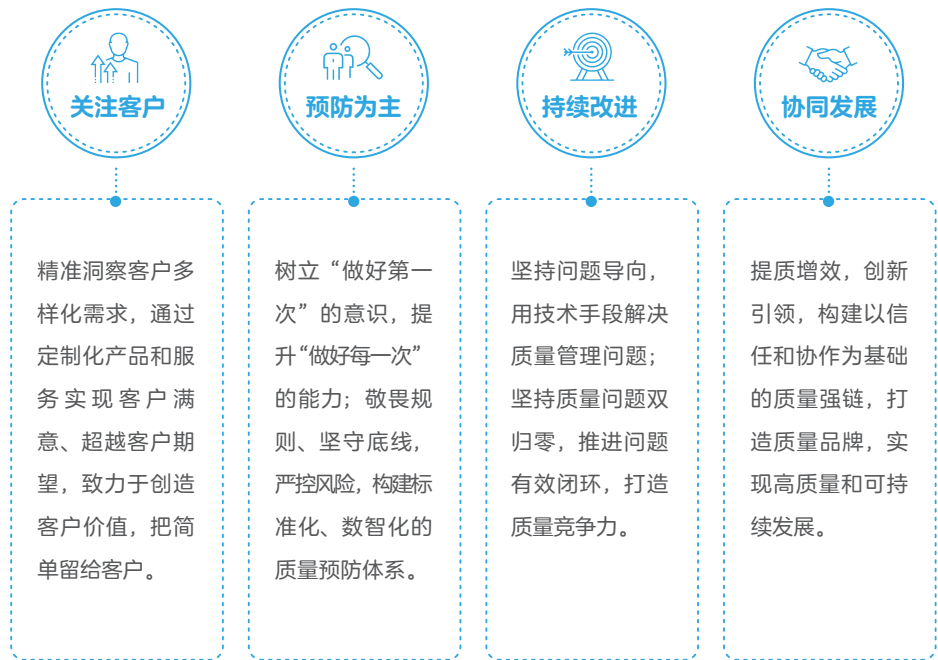 关注客户
精准洞察客户多
样化需求，通过
定制化产品和服
务实现客户满
意、超越客户期
望，致力于创造
客户价值，把简
单留给客户。
预防为主
树立“做好第一
次”的意识，提
升“做好每一次”
的能力；敬畏规
则、坚守底线，
严控风险，构建标
准化、数智化的
质量预防体系。
持续改进
坚持问题导向，
用技术手段解决
质量管理问题；
坚持质量问题双
归零，推进问题
有效闭环，打造
质量竞争力。
协同发展
提质增效，创新
引领，构建以信
任和协作为基础
的质量强链，打
造质量品牌，实
现高质量和可持
续发展。